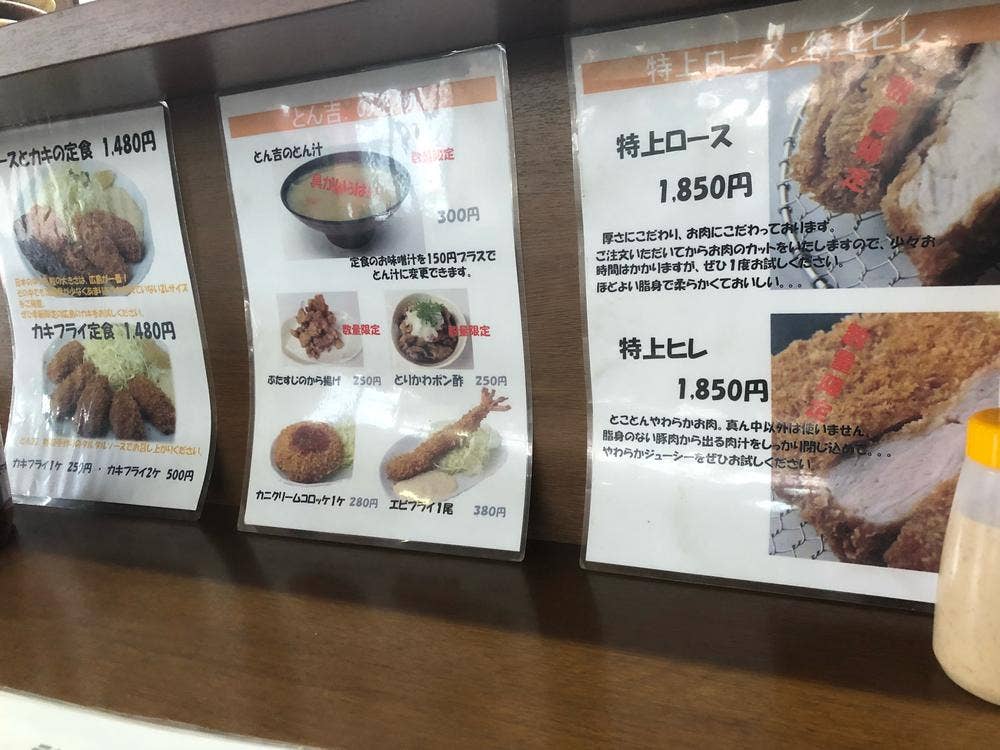 ースとカキの定食 1,480円
カキフライ定食 1,480円
カキフライ1ケ 250円・カキフライ2ケ 500円
とん吉
とん吉のとん汁
数量限定
300円
定食のお味噌汁を150円プラスで
とん汁に変更できます。
数量限定
数量限定
ぶたすじのから揚げ 250円
とりかわポン酢 250円
カニクリームコロッケ1ケ 280円
エビフライ1尾 380円
特上ロース・特上ヒレ
特上ロース
1,850円
数量限定
厚さにこだわり、お肉にこだわっております。
ご注文いただいてからお肉のカットをいたしますので、少々お
時間はかかりますが、ぜひ1度お試しください。
ほどよい脂身で柔らかくておいしい。。。
特上ヒレ
1,850円
数量限定
とことんやわらかお肉。真ん中以外は使いません。
脂身のない豚肉から出る肉汁をしっかり閉じ込めて。。。
やわらかジューシーをぜひお試しください。